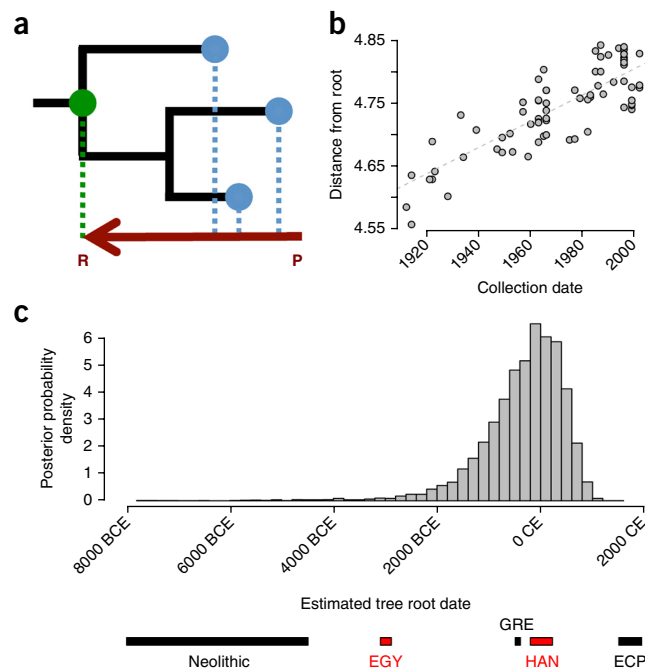 a
R
P
b
4.85
4.75
4.65
4.55
Distance from root
1920
1940
1960
1980
2000
Collection date
c
6
5
4
3
2
1
0
Posterior probability
density
8000 BCE
6000 BCE
4000 BCE
2000 BCE
0 CE
2000 CE
Estimated tree root date
GRE
Neolithic
EGY
HAN
ECP